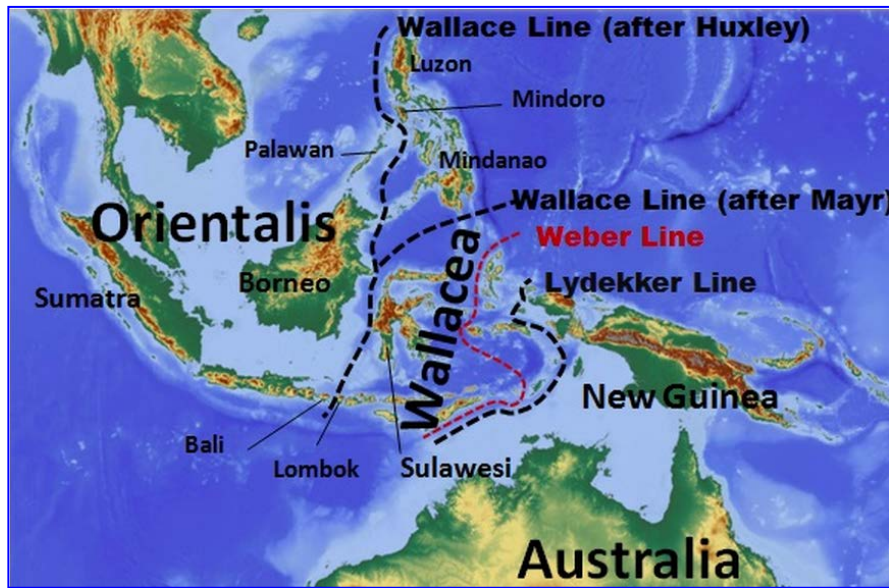 Wallace Line (after Huxley)
Luzon
Mindoro
Palawan
Mindanao
Wallace Line (after Mayr)
Orientalis
Weber Line
Wallacea
Borneo
Lydekker Line
Sumatra
New Guinea
Bali
Lombok
Sulawesi
Australia